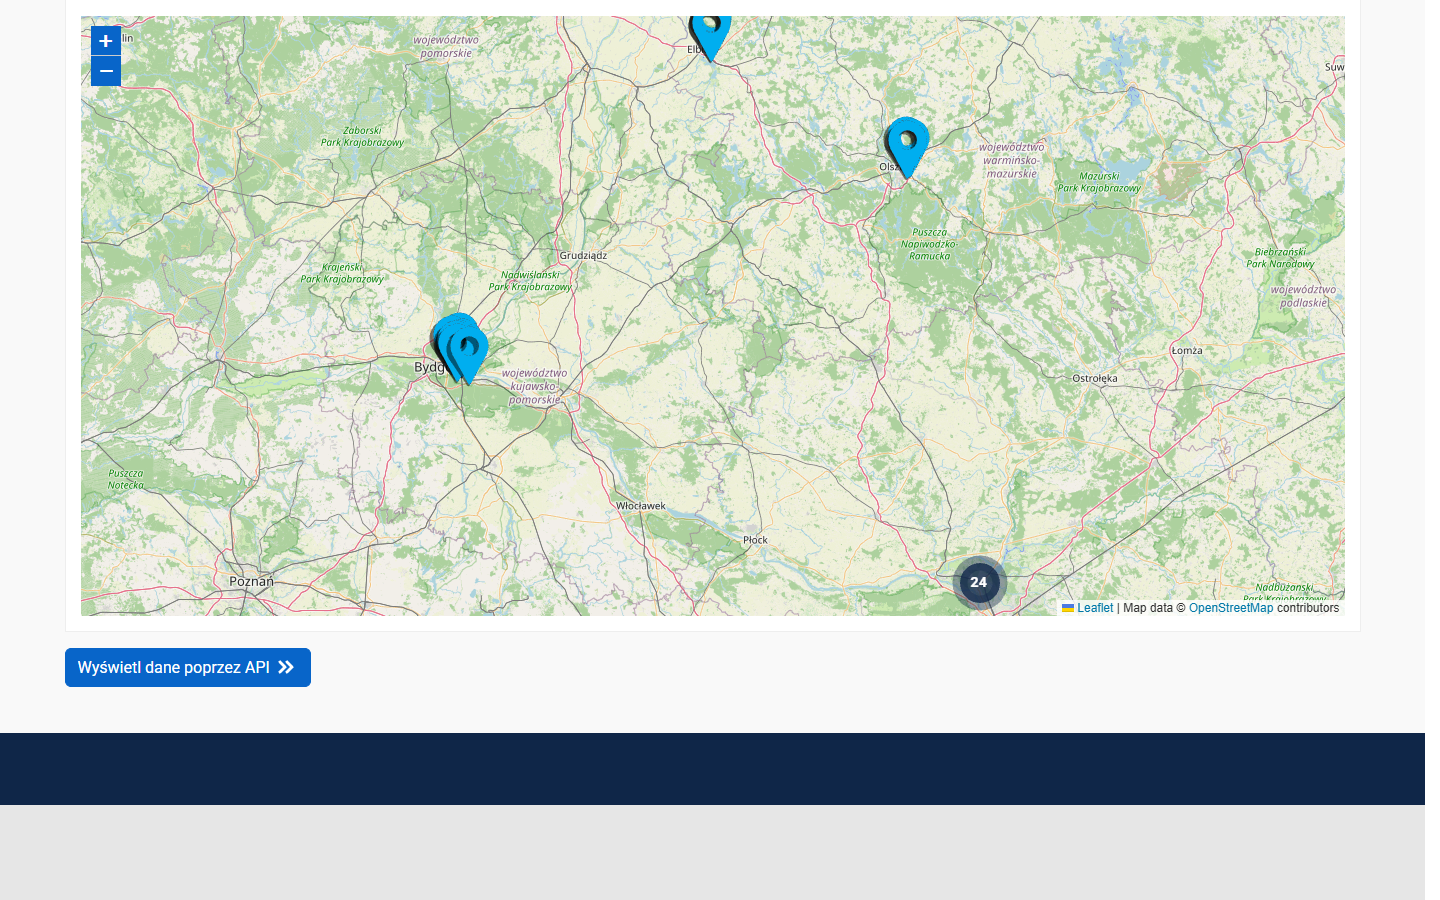 +
−
lin
województwo
pomorskie
Elb
Suw
Zaborski
Park Krajobrazowy
województwo
warmińsko-
mazurskie
Olsz
Mazurski
Park Krajobrazowy
Puszcza
Napiwodzko-
Ramucka
Grudziądz
Biebrzański
Park Narodowy
Krajeński
Park Krajobrazowy
Nadwiślański
Park Krajobrazowy
województwo
podlaskie
Łomża
Bydg
województwo
kujawsko-
pomorskie
Ostrołęka
Puszcza
Notecka
Włocławek
Płock
Poznań
24
Nadbużański
Park Krajobrazowy
Leaflet | Map data © OpenStreetMap contributors
Wyświetl dane poprzez API